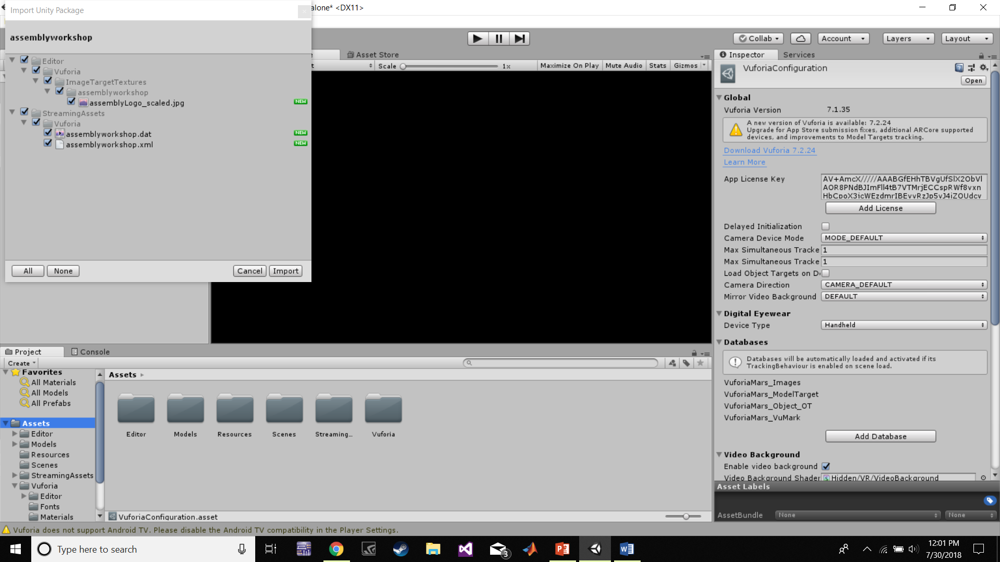 Import Unity Package
alone* <DX11>
assemblyworkshop
Collab
Account
Layers
Layout
Editor
Vuforia
ImageTargetTextures
assemblyworkshop
assemblyLogo_scaled.jpg
NEW
StreamingAssets
Vuforia
assemblyworkshop.dat
NEW
assemblyworkshop.xml
NEW
All
None
Cancel
Import
e
Asset Store
t
Scale
1x
Maximize On Play
Mute Audio
Stats
Gizmos
Inspector
Services
VuforiaConfiguration
Open
Global
Vuforia Version
7.1.35
A new version of Vuforia is available: 7.2.24
Upgrade for App Store submission fixes, additional ARCore supported
devices, and improvements to Model Targets tracking.
Download Vuforia 7.2.24
Learn More
App License Key
Add License
Delayed Initialization
Camera Device Mode
MODE_DEFAULT
Max Simultaneous Tracke
1
Max Simultaneous Tracke
1
Load Object Targets on D
Camera Direction
CAMERA_DEFAULT
Mirror Video Background
DEFAULT
Digital Eyewear
Device Type
Handheld
Databases
Databases will be automatically loaded and activated if its
TrackingBehaviour is enabled on scene load.
VuforiaMars_Images
VuforiaMars_ModelTarget
VuforiaMars_Object_OT
VuforiaMars_VuMark
Add Database
Video Background
Enable video background
Video Background Shader
Hidden/VR/VideoBackground
Asset Labels
AssetBundle
None
None
Project
Console
Create
Favorites
All Materials
All Models
All Prefabs
Assets
Editor
Models
Resources
Scenes
StreamingAssets
Vuforia
Editor
Fonts
Materials
Assets
Editor
Models
Resources
Scenes
Streaming...
Vuforia
VuforiaConfiguration.asset
Vuforia does not support Android TV. Please disable the Android TV compatibility in the Player Settings.
Type here to search
3
12:01 PM
7/30/2018